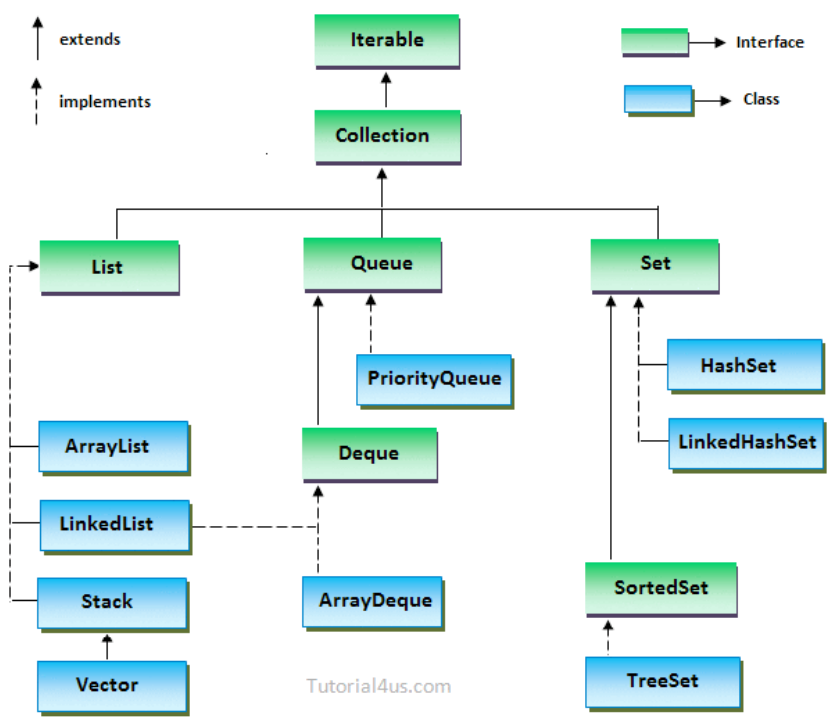 extends
implements
Iterable
Interface
Class
Collection
List
Queue
Set
PriorityQueue
HashSet
ArrayList
Deque
LinkedHashSet
LinkedList
Stack
ArrayDeque
SortedSet
Vector
Tutorial4us.com
TreeSet